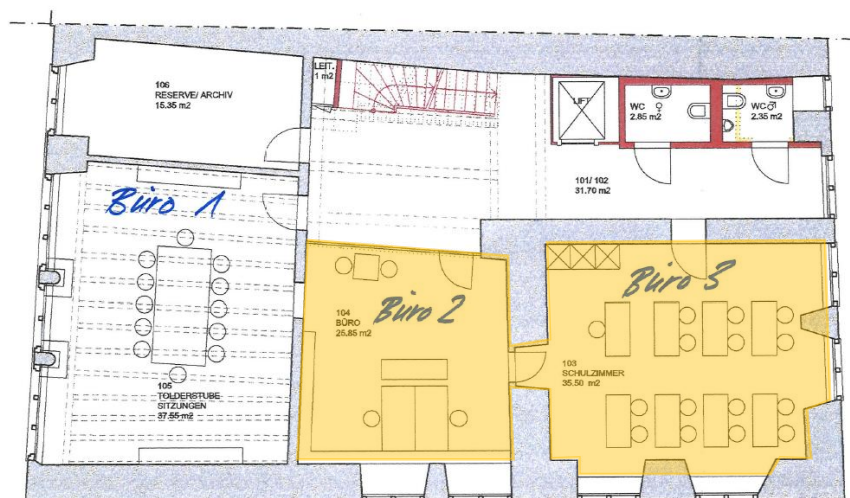 106
RESERVE/ ARCHIV
15.35 m2
LEIT.
1 m2
LIFT
WC ♀
2.85 m2
WC ♂
2.35 m2
101/ 102
31.70 m2
Büro 1
105
TOLDERSTUBE
SITZUNGEN
37.55 m2
104
BÜRO
25.85 m2
Büro 2
Büro 3
103
SCHULZIMMER
35.50 m2